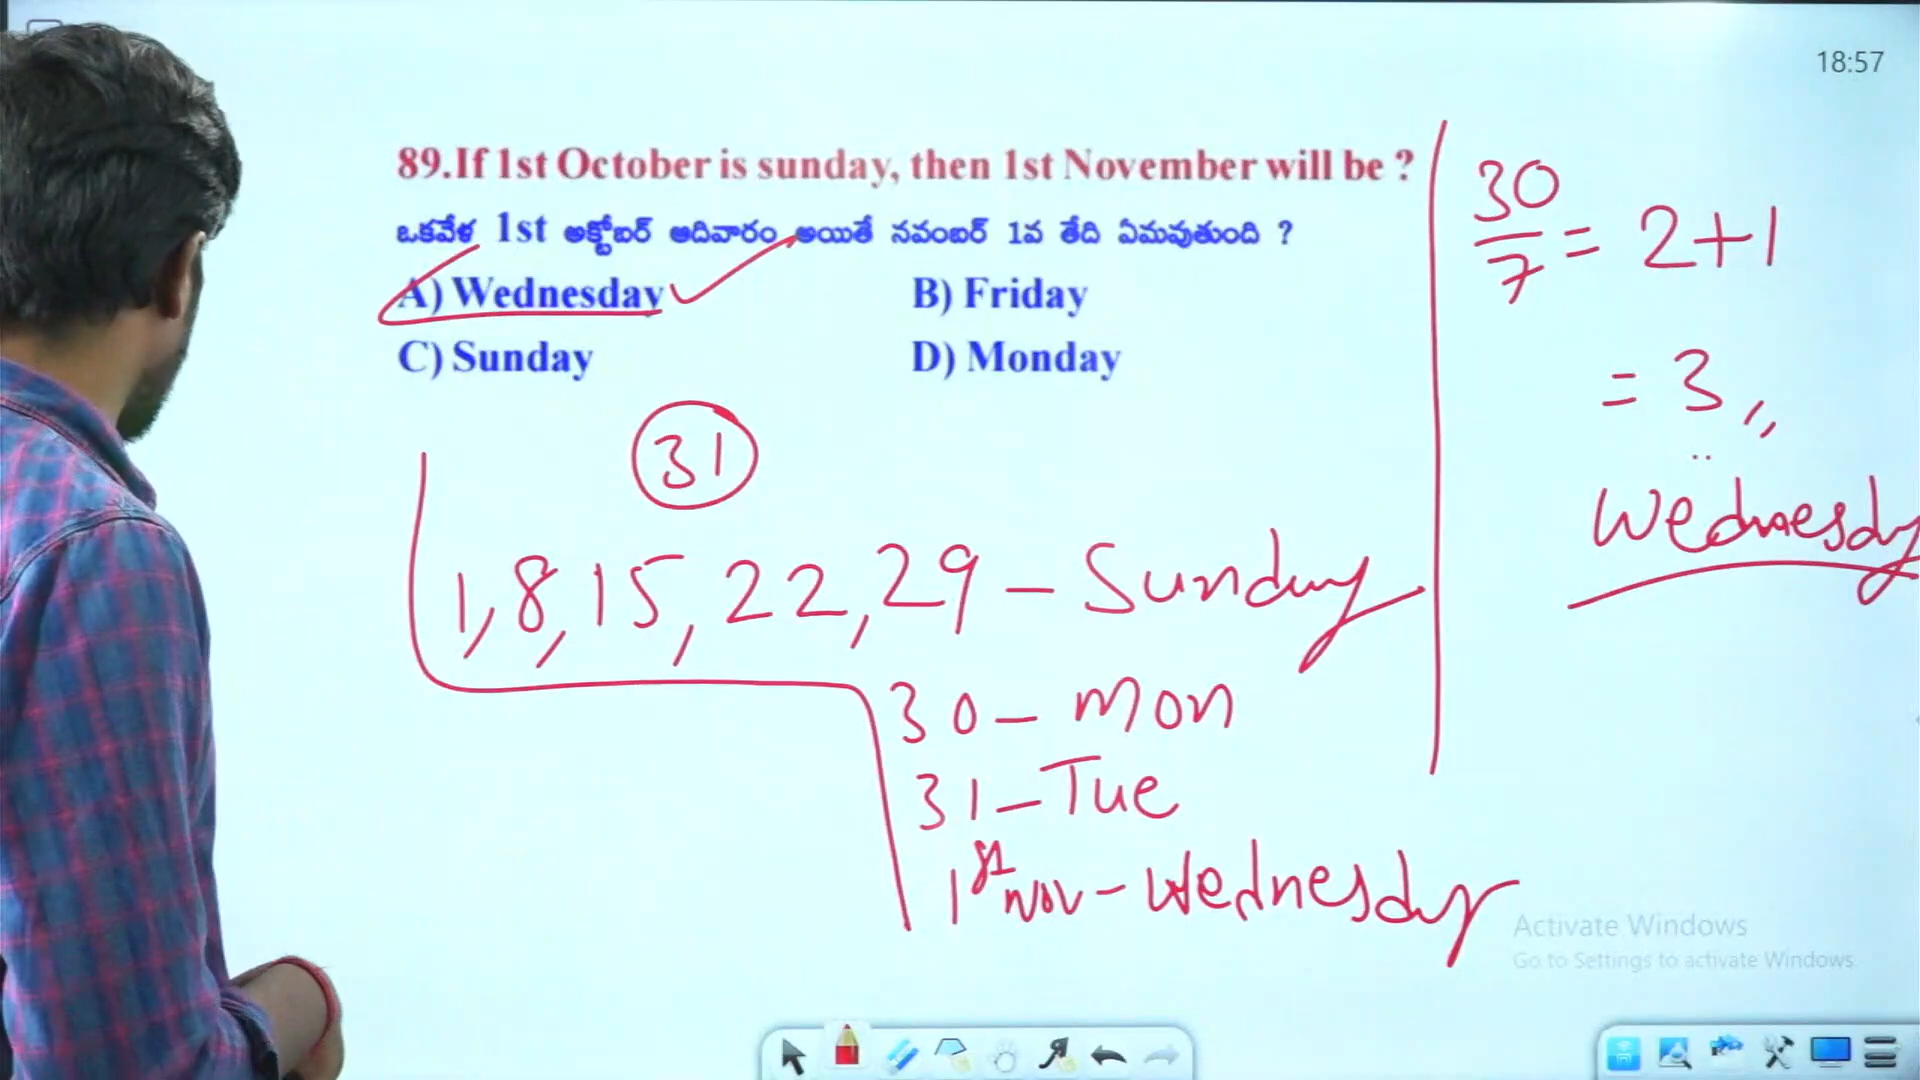 18:57
89.If 1st October is sunday, then 1st November will be ?
ఒకవేళ 1st అక్టోబర్ ఆదివారం అయితే నవంబర్ 1వ తేది ఏమవుతుంది ?
A) Wednesday
B) Friday
C) Sunday
D) Monday
31
1, 8, 15, 22, 29 – Sunday
30 – Mon
31 – Tue
1st Nov – Wednesday
30
7
= 2+1
= 3,,
Wednesday
Activate Windows
Go to Settings to activate Windows.